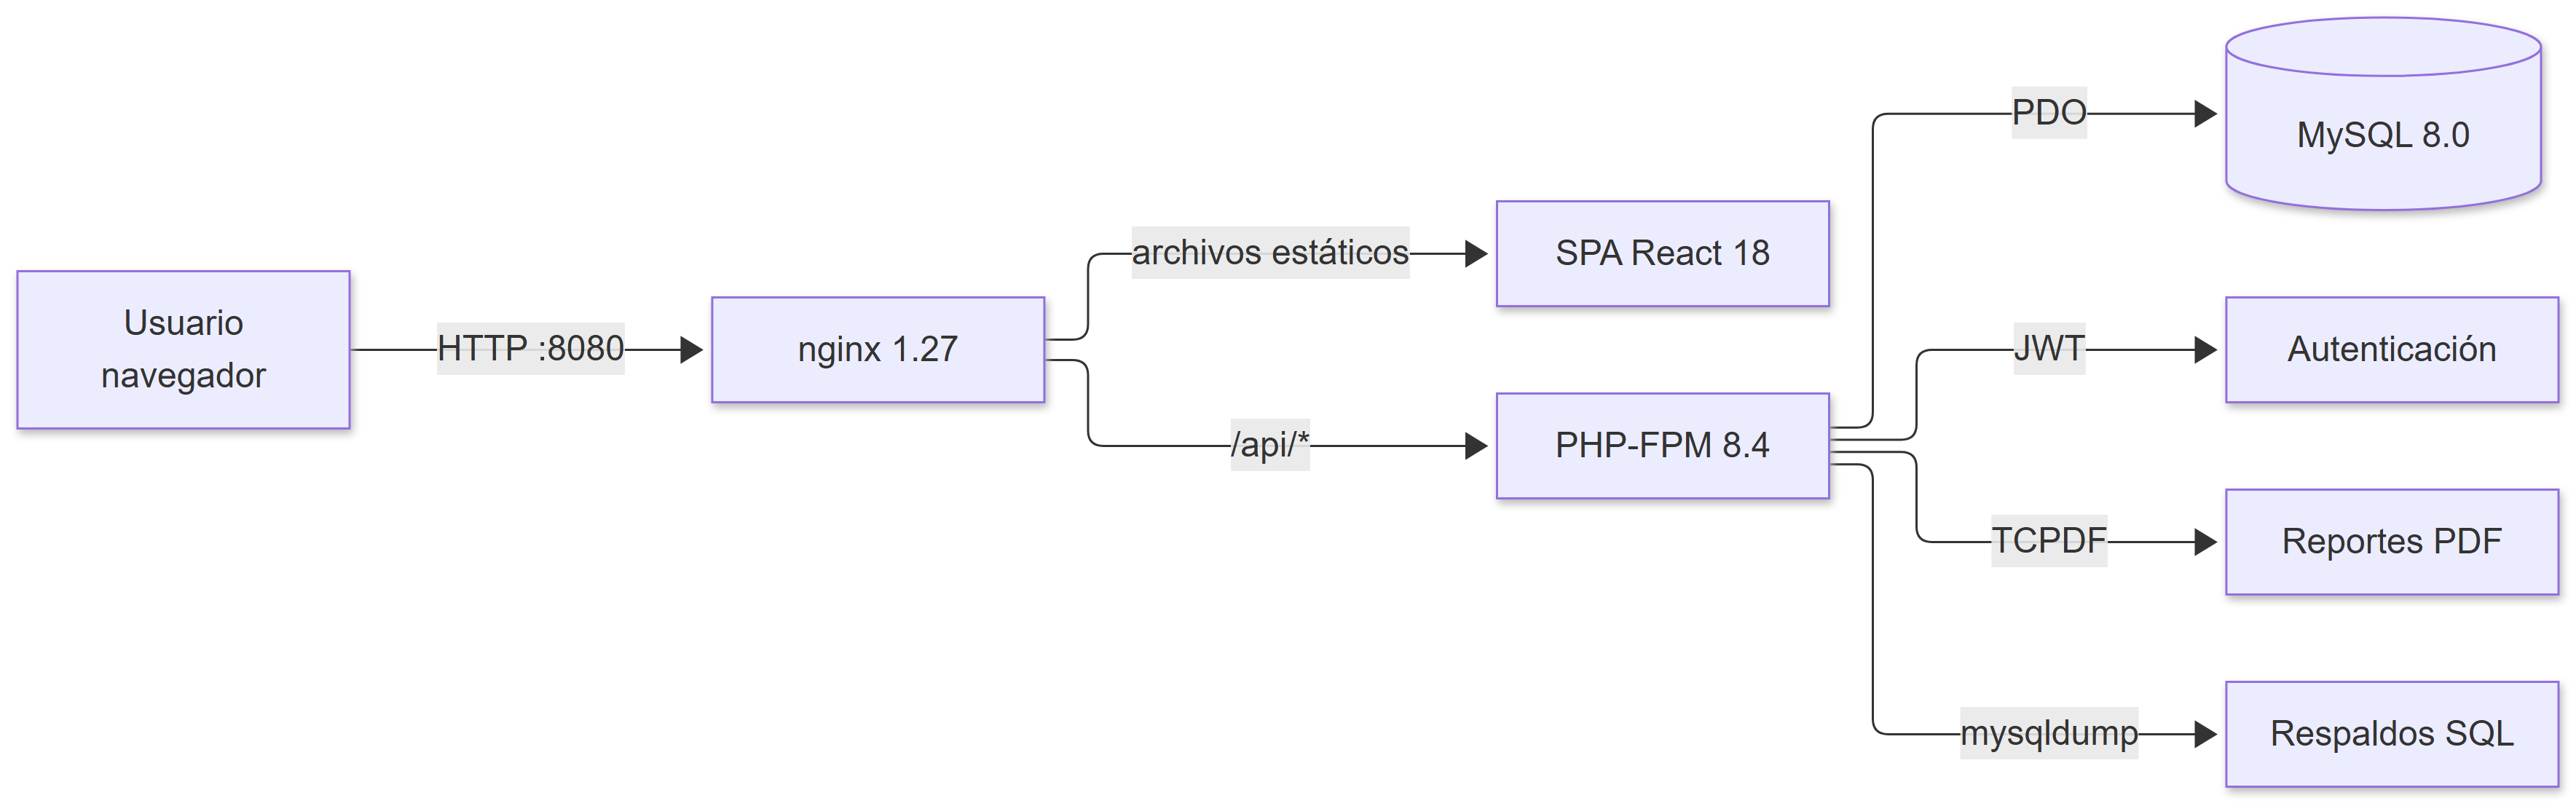 Usuario
navegador
HTTP :8080
nginx 1.27
archivos estáticos
/api/*
SPA React 18
PHP-FPM 8.4
PDO
JWT
TCPDF
mysqldump
MySQL 8.0
Autenticación
Reportes PDF
Respaldos SQL